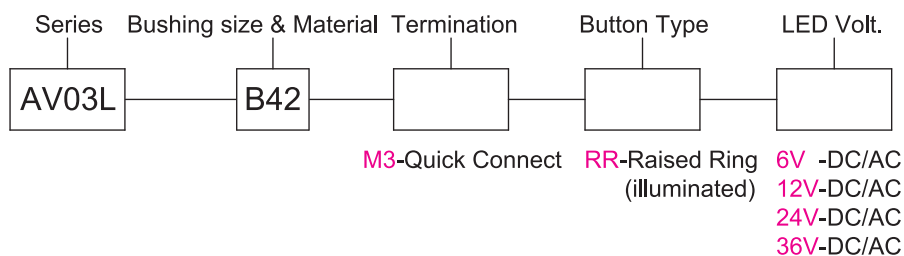 Series Bushing size & Material Termination Button Type LED Volt.
AV03L B42
M3-Quick Connect RR-Raised Ring 6V -DC/AC
(illuminated) 12V-DC/AC
24V-DC/AC
36V-DC/AC